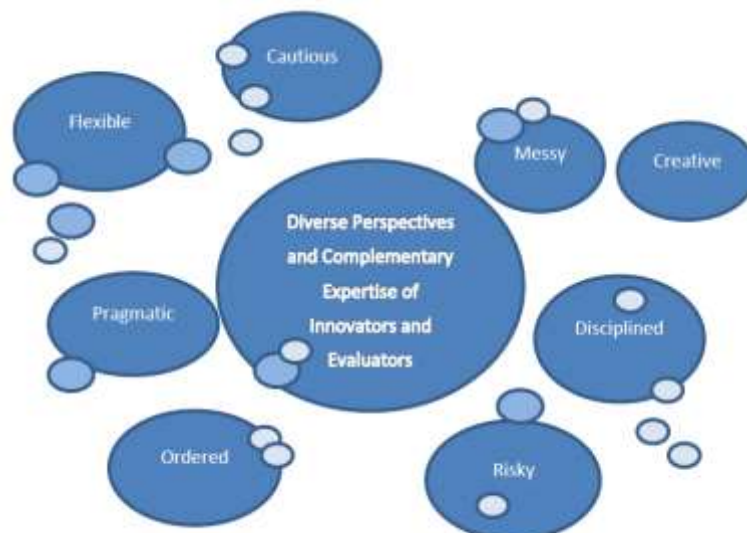 Cautious
Flexible
Messy
Creative
Diverse Perspectives
and Complementary
Expertise of
Innovators and
Evaluators
Pragmatic
Disciplined
Ordered
Risky